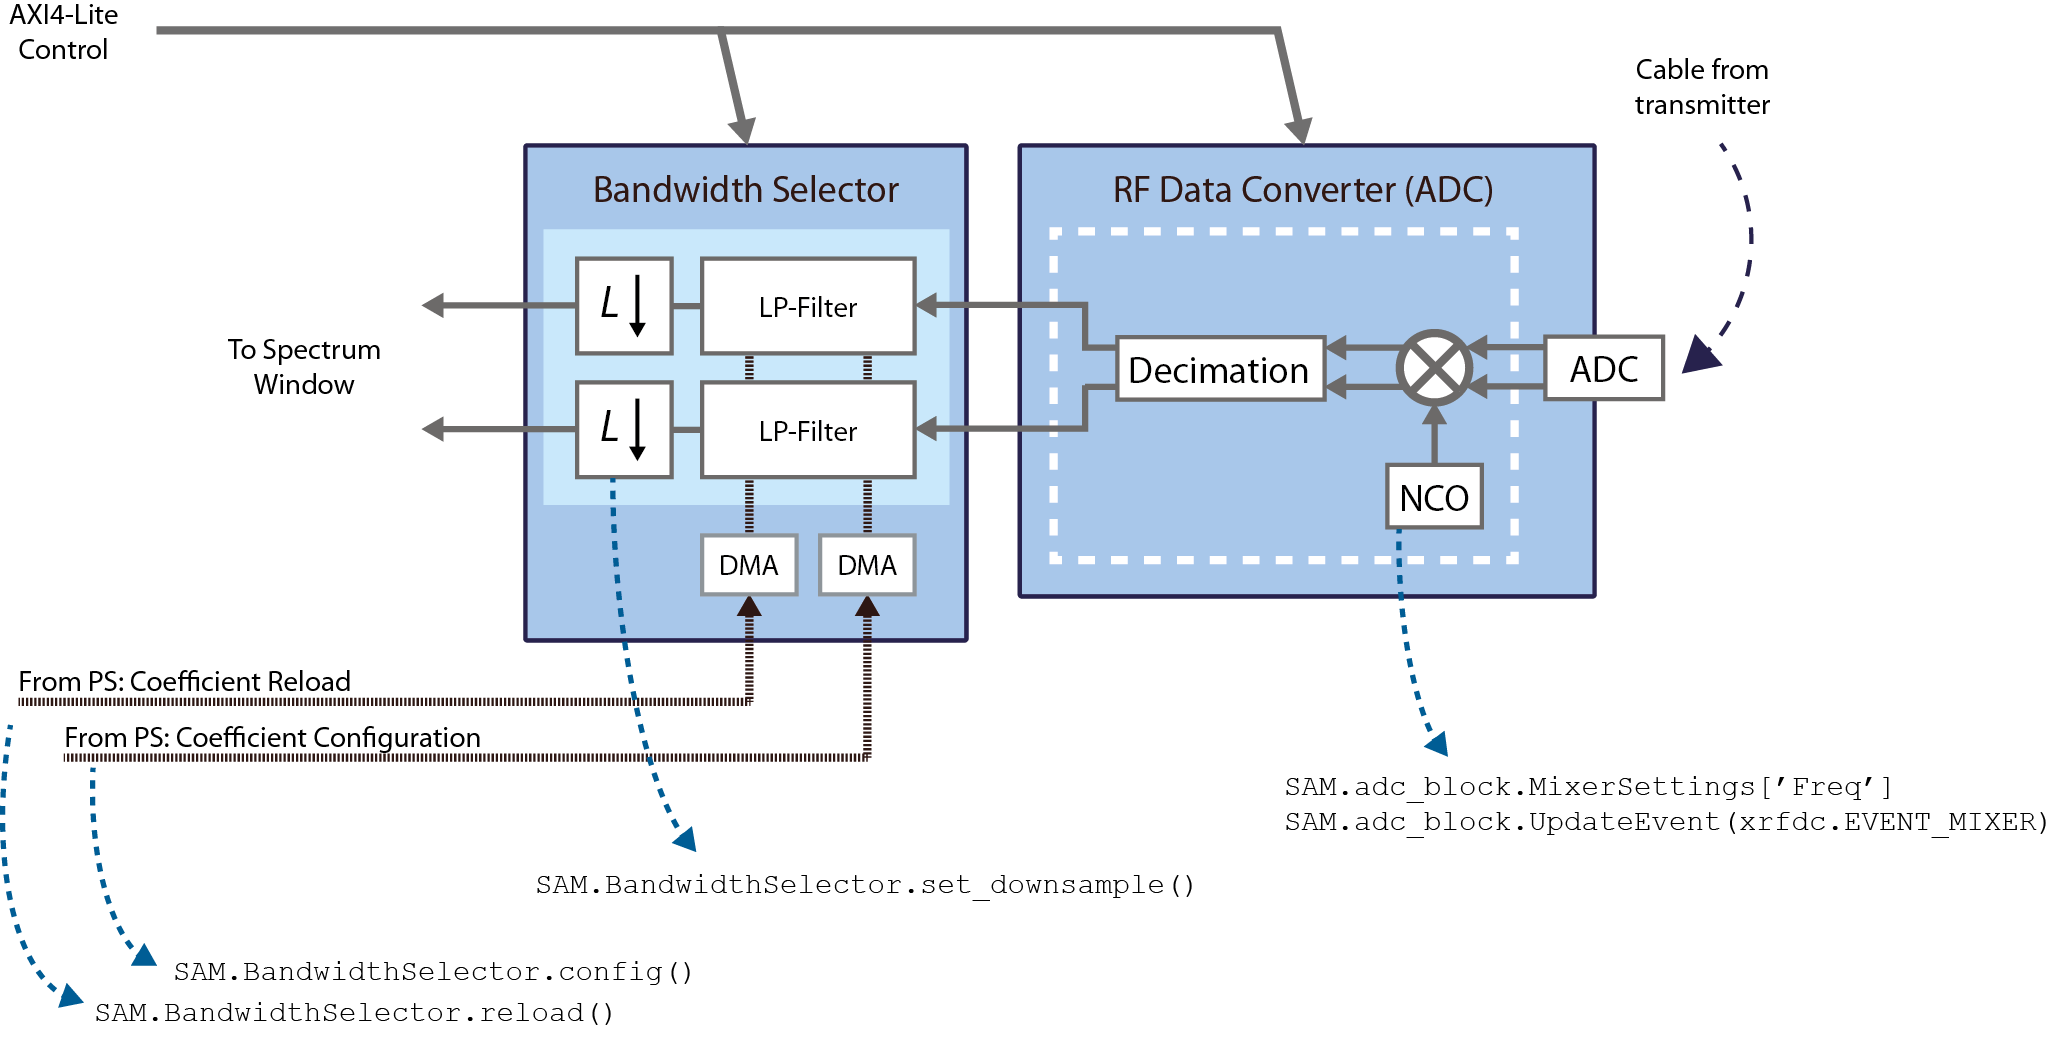 AXI4-Lite
Control
Cable from
transmitter
Bandwidth Selector
RF Data Converter (ADC)
L
LP-Filter
To Spectrum
Window
Decimation
ADC
L
LP-Filter
NCO
DMA
DMA
From PS: Coefficient Reload
From PS: Coefficient Configuration
SAM.adc_block.MixerSettings[’Freq’]
SAM.adc_block.UpdateEvent(xrfdc.EVENT_MIXER)
SAM.BandwidthSelector.set_downsample()
SAM.BandwidthSelector.config()
SAM.BandwidthSelector.reload()